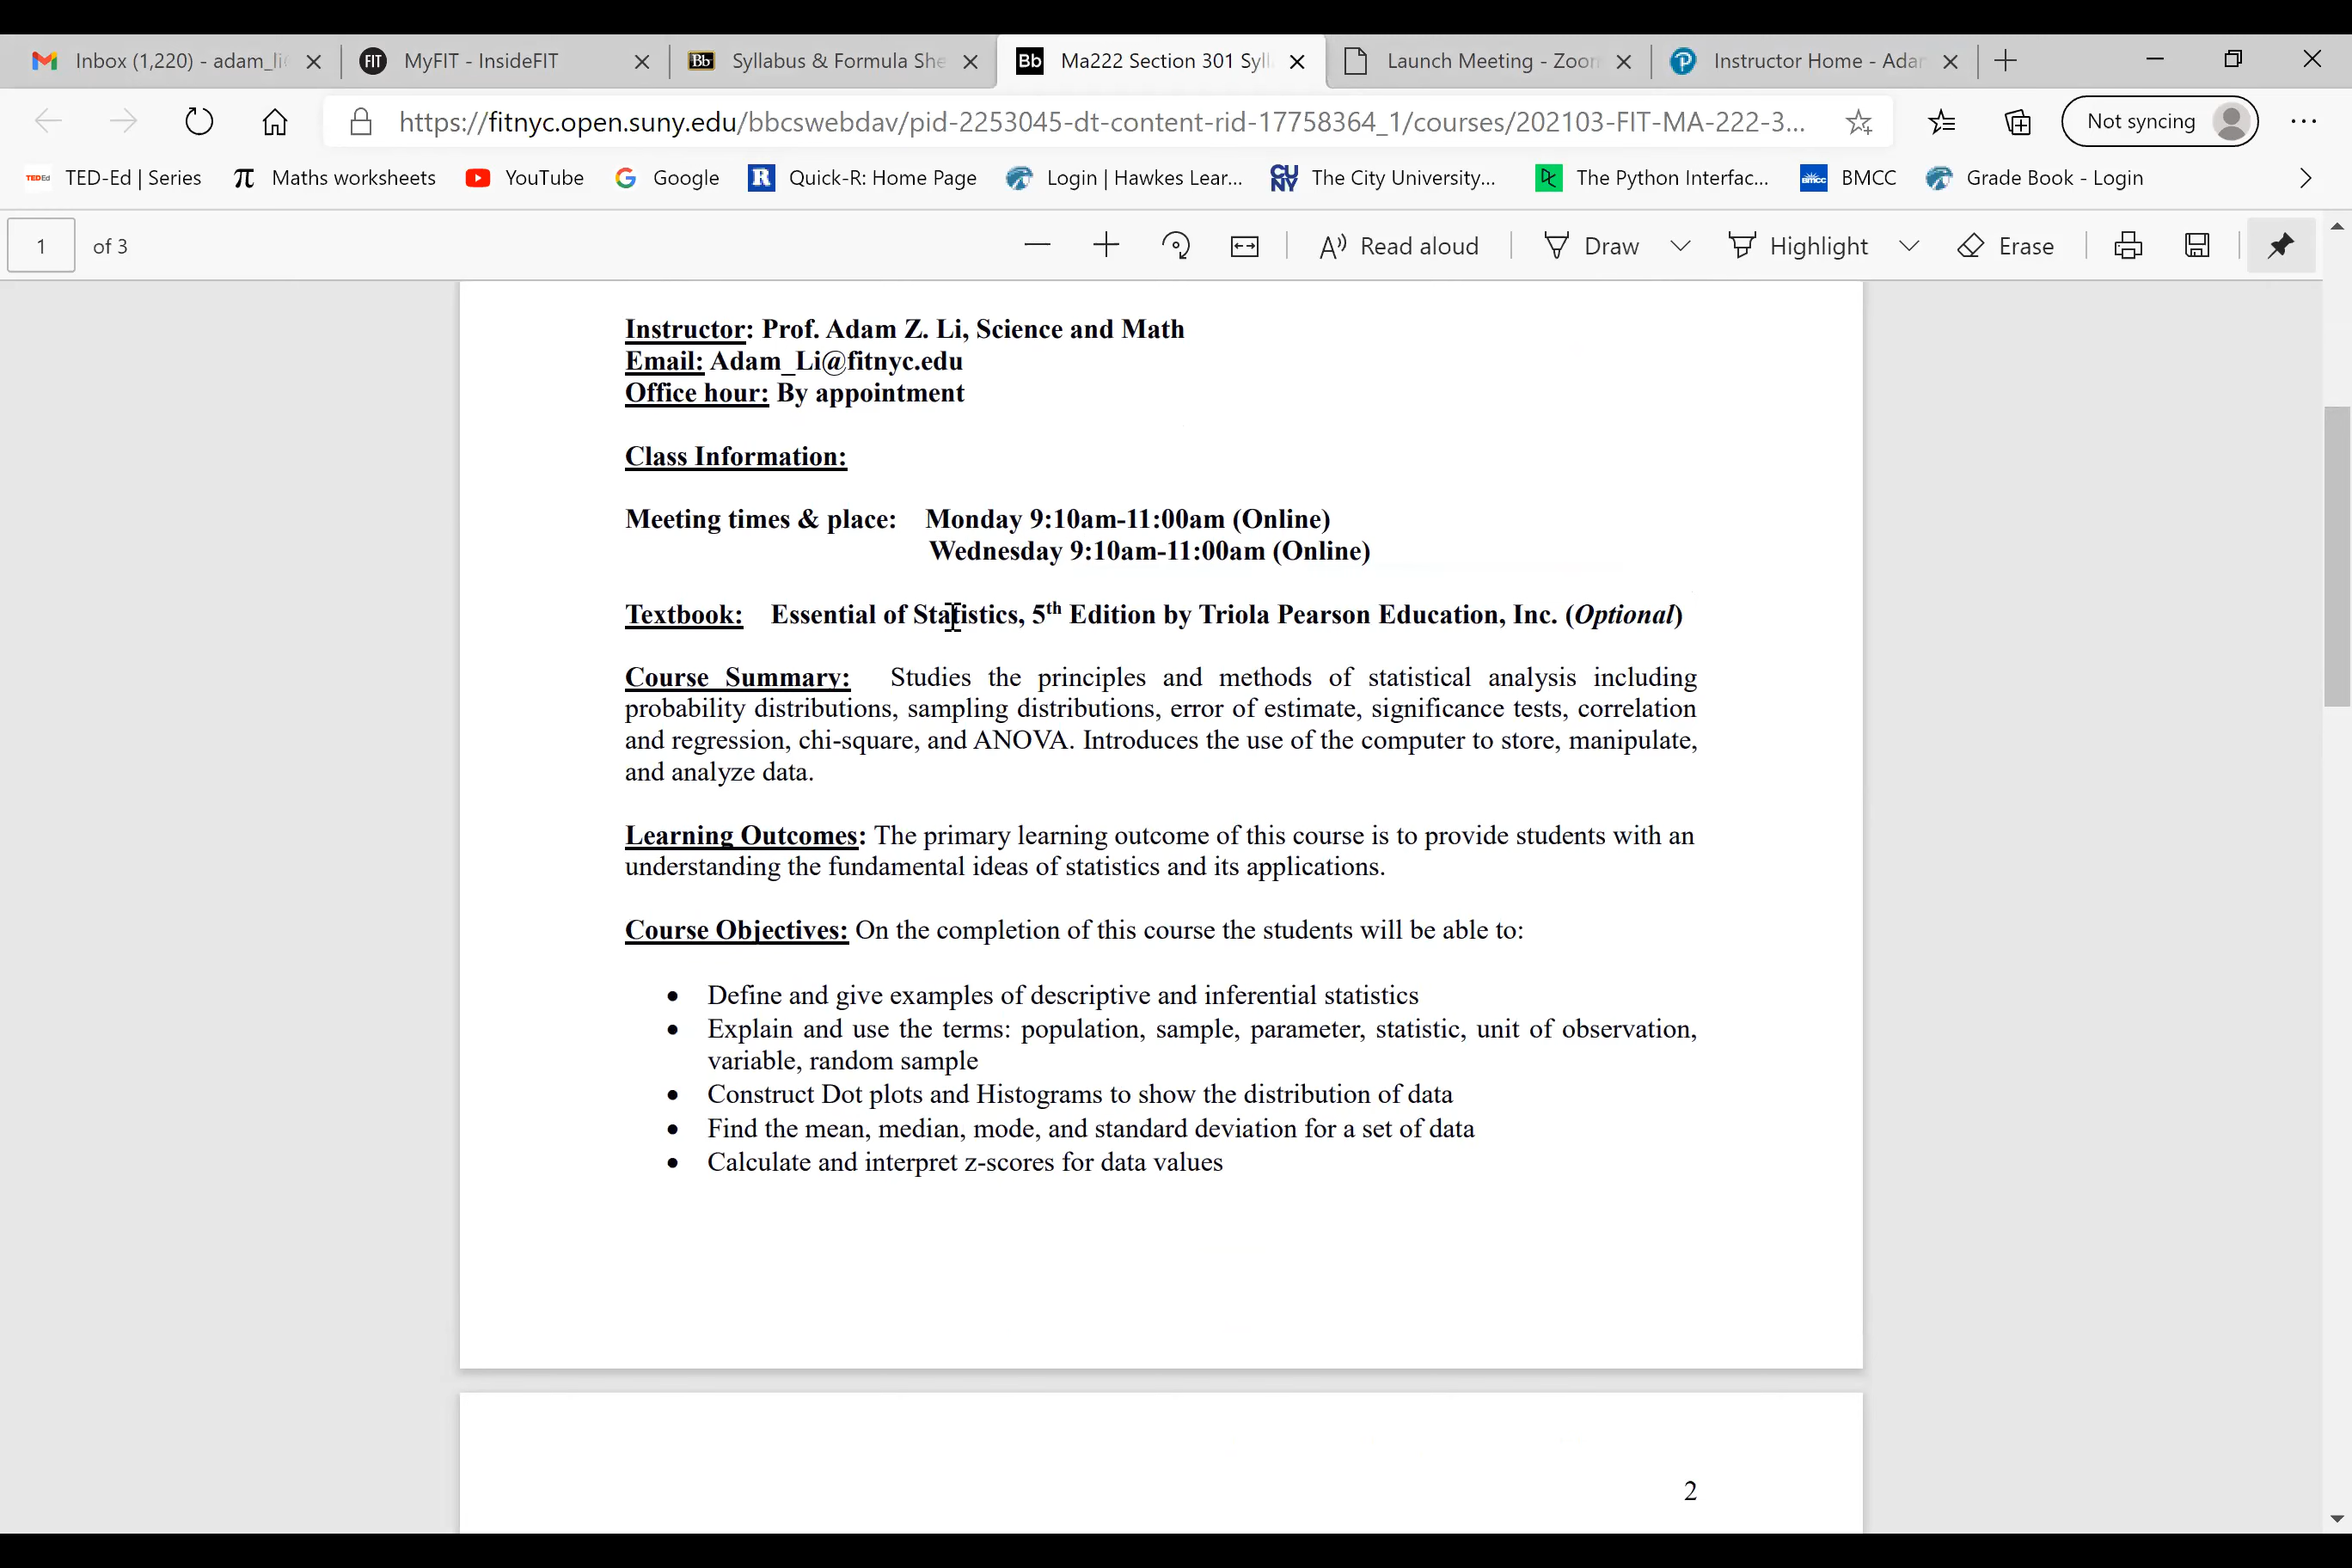 Inbox (1,220) - adam_li
MyFIT - InsideFIT
Syllabus & Formula She
Ma222 Section 301 Syll
Launch Meeting - Zoom
Instructor Home - Adam
https://fitnyc.open.suny.edu/bbcswebdav/pid-2253045-dt-content-rid-17758364_1/courses/202103-FIT-MA-222-3...
Not syncing
TED-Ed | Series
Maths worksheets
YouTube
Google
Quick-R: Home Page
Login | Hawkes Lear...
The City University...
The Python Interfac...
BMCC
Grade Book - Login
1 of 3
Read aloud
Draw
Highlight
Erase
Instructor: Prof. Adam Z. Li, Science and Math
Email: Adam_Li@fitnyc.edu
Office hour: By appointment
Class Information:
Meeting times & place: Monday 9:10am-11:00am (Online)
Wednesday 9:10am-11:00am (Online)
Textbook: Essential of Statistics, 5th Edition by Triola Pearson Education, Inc. (Optional)
Course Summary: Studies the principles and methods of statistical analysis including
probability distributions, sampling distributions, error of estimate, significance tests, correlation
and regression, chi-square, and ANOVA. Introduces the use of the computer to store, manipulate,
and analyze data.
Learning Outcomes: The primary learning outcome of this course is to provide students with an
understanding the fundamental ideas of statistics and its applications.
Course Objectives: On the completion of this course the students will be able to:
• Define and give examples of descriptive and inferential statistics
• Explain and use the terms: population, sample, parameter, statistic, unit of observation,
variable, random sample
• Construct Dot plots and Histograms to show the distribution of data
• Find the mean, median, mode, and standard deviation for a set of data
• Calculate and interpret z-scores for data values
2